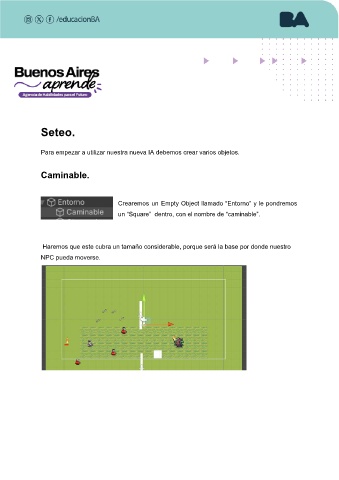 /educacionBA
BA
Buenos Aires
aprende
Agencia de Habilidades para el Futuro
Seteo.
Para empezar a utilizar nuestra nueva IA debemos crear varios objetos.
Caminable.
Entorno
Caminable
Crearemos un Empty Object llamado "Entorno" y le pondremos
un "Square" dentro, con el nombre de "caminable".
Haremos que este cubra un tamaño considerable, porque será la base por donde nuestro
NPC pueda moverse.